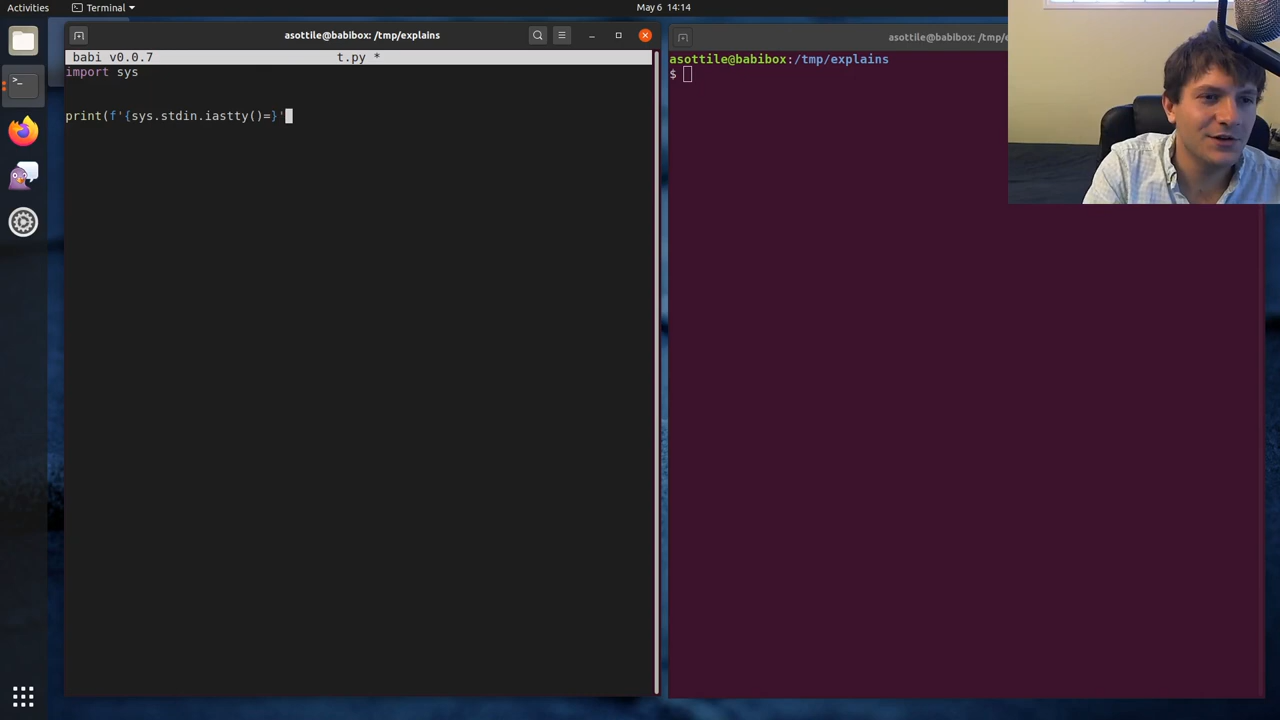 Activities
Terminal
May 6 14:14
asottile@babibox: /tmp/explains
babi v0.0.7 t.py *
import sys
print(f'{sys.stdin.iastty()=}'
asottile@babibox: /tmp/e
asottile@babibox:/tmp/explains
$